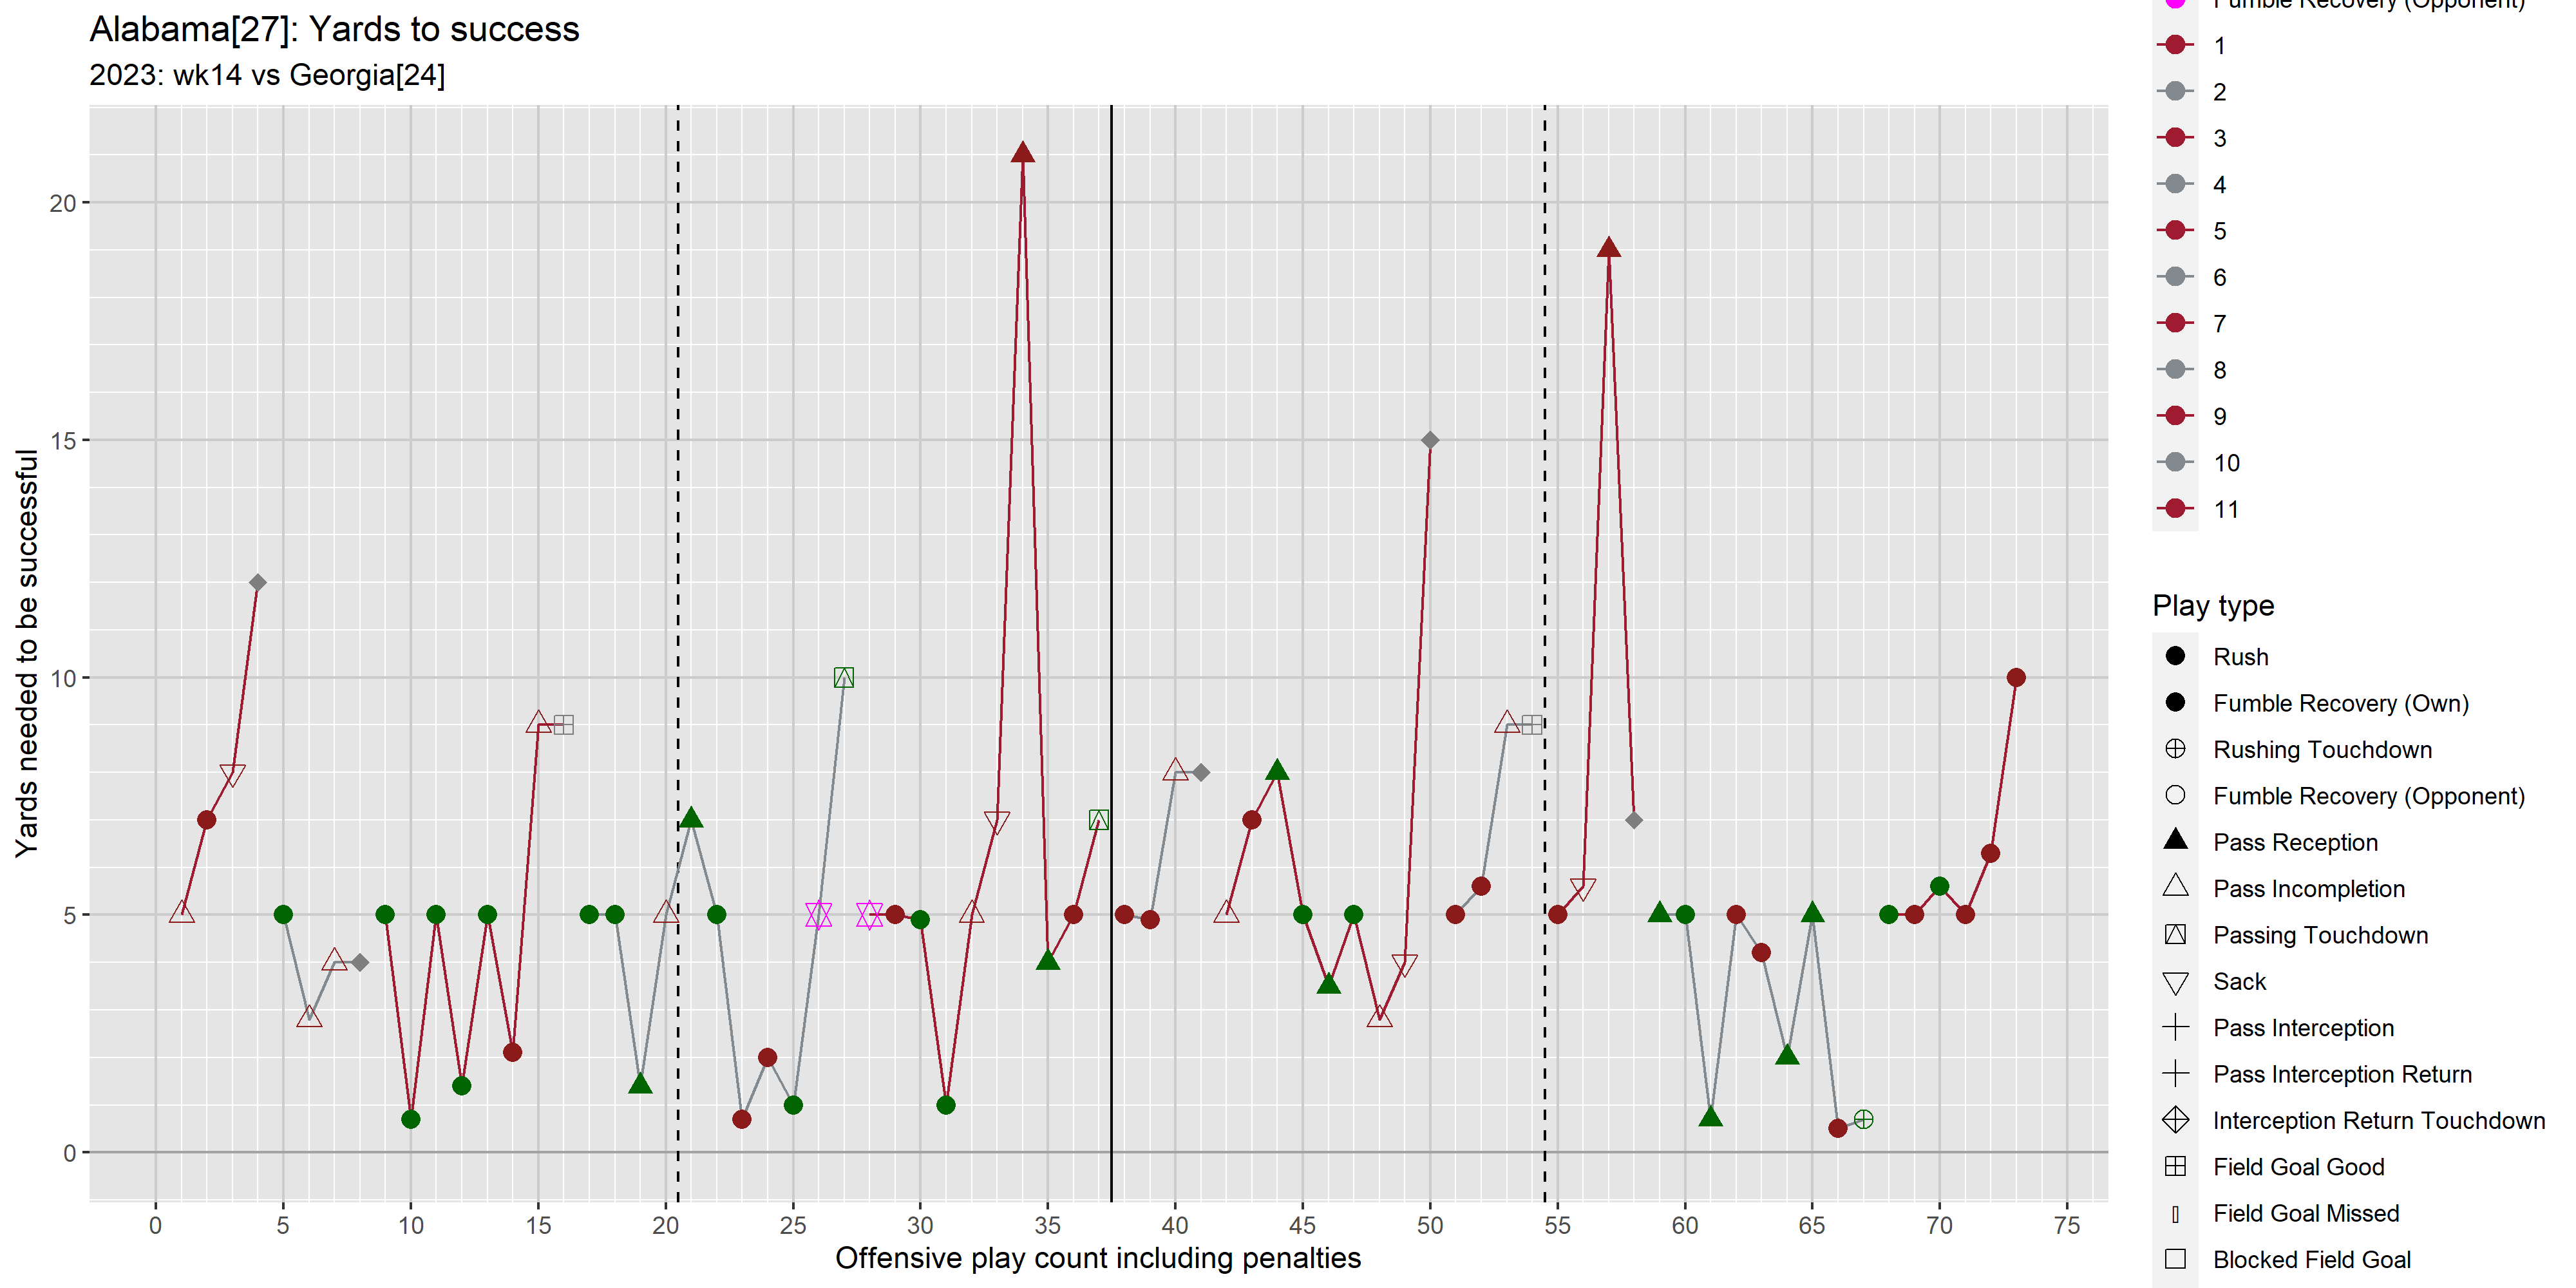 Alabama[27]: Yards to success
2023: wk14 vs Georgia[24]
Yards needed to be successful
20
15
10
5
0
0 5 10 15 20 25 30 35 40 45 50 55 60 65 70 75
Offensive play count including penalties
Fumble Recovery (Opponent)
1
2
3
4
5
6
7
8
9
10
11
Play type
Rush
Fumble Recovery (Own)
Rushing Touchdown
Fumble Recovery (Opponent)
Pass Reception
Pass Incompletion
Passing Touchdown
Sack
Pass Interception
Pass Interception Return
Interception Return Touchdown
Field Goal Good
Field Goal Missed
Blocked Field Goal